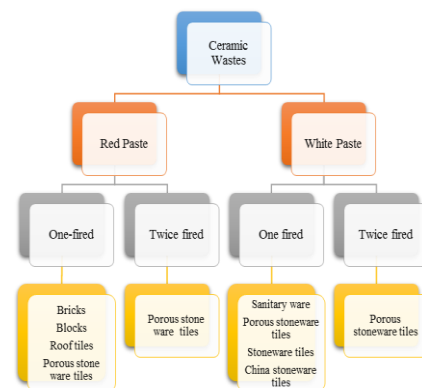 Ceramic
Wastes
Red Paste
White Paste
One-fired
Twice fired
One fired
Twice fired
Bricks
Blocks
Roof tiles
Porous stone
ware tiles
Porous stone
ware tiles
Sanitary ware
Porous stoneware
tiles
Stoneware tiles
China stoneware
tiles
Porous
stoneware tiles